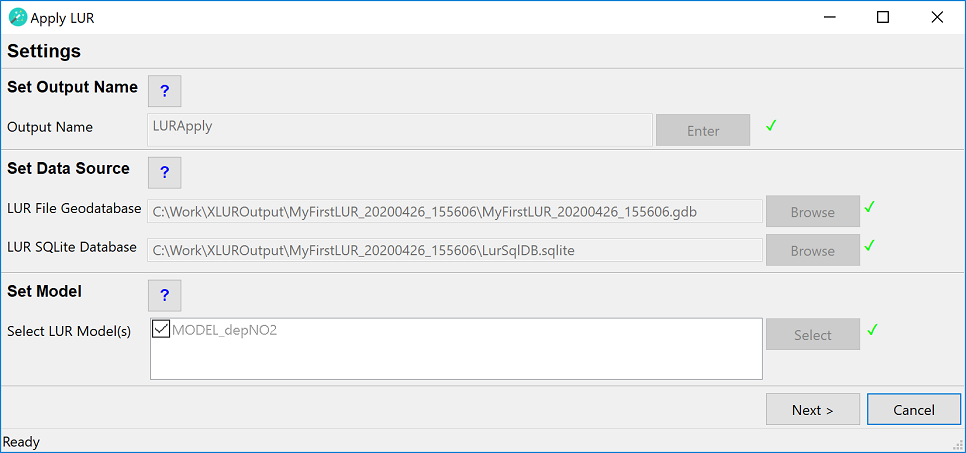 Apply LUR
Settings
Set Output Name ?
Output Name LURApply Enter ✓
Set Data Source ?
LUR File Geodatabase C:\Work\XLUROutput\MyFirstLUR_20200426_155606\MyFirstLUR_20200426_155606.gdb Browse ✓
LUR SQLite Database C:\Work\XLUROutput\MyFirstLUR_20200426_155606\LurSqlDB.sqlite Browse ✓
Set Model ?
Select LUR Model(s) MODEL_depNO2 Select ✓
Next > Cancel
Ready